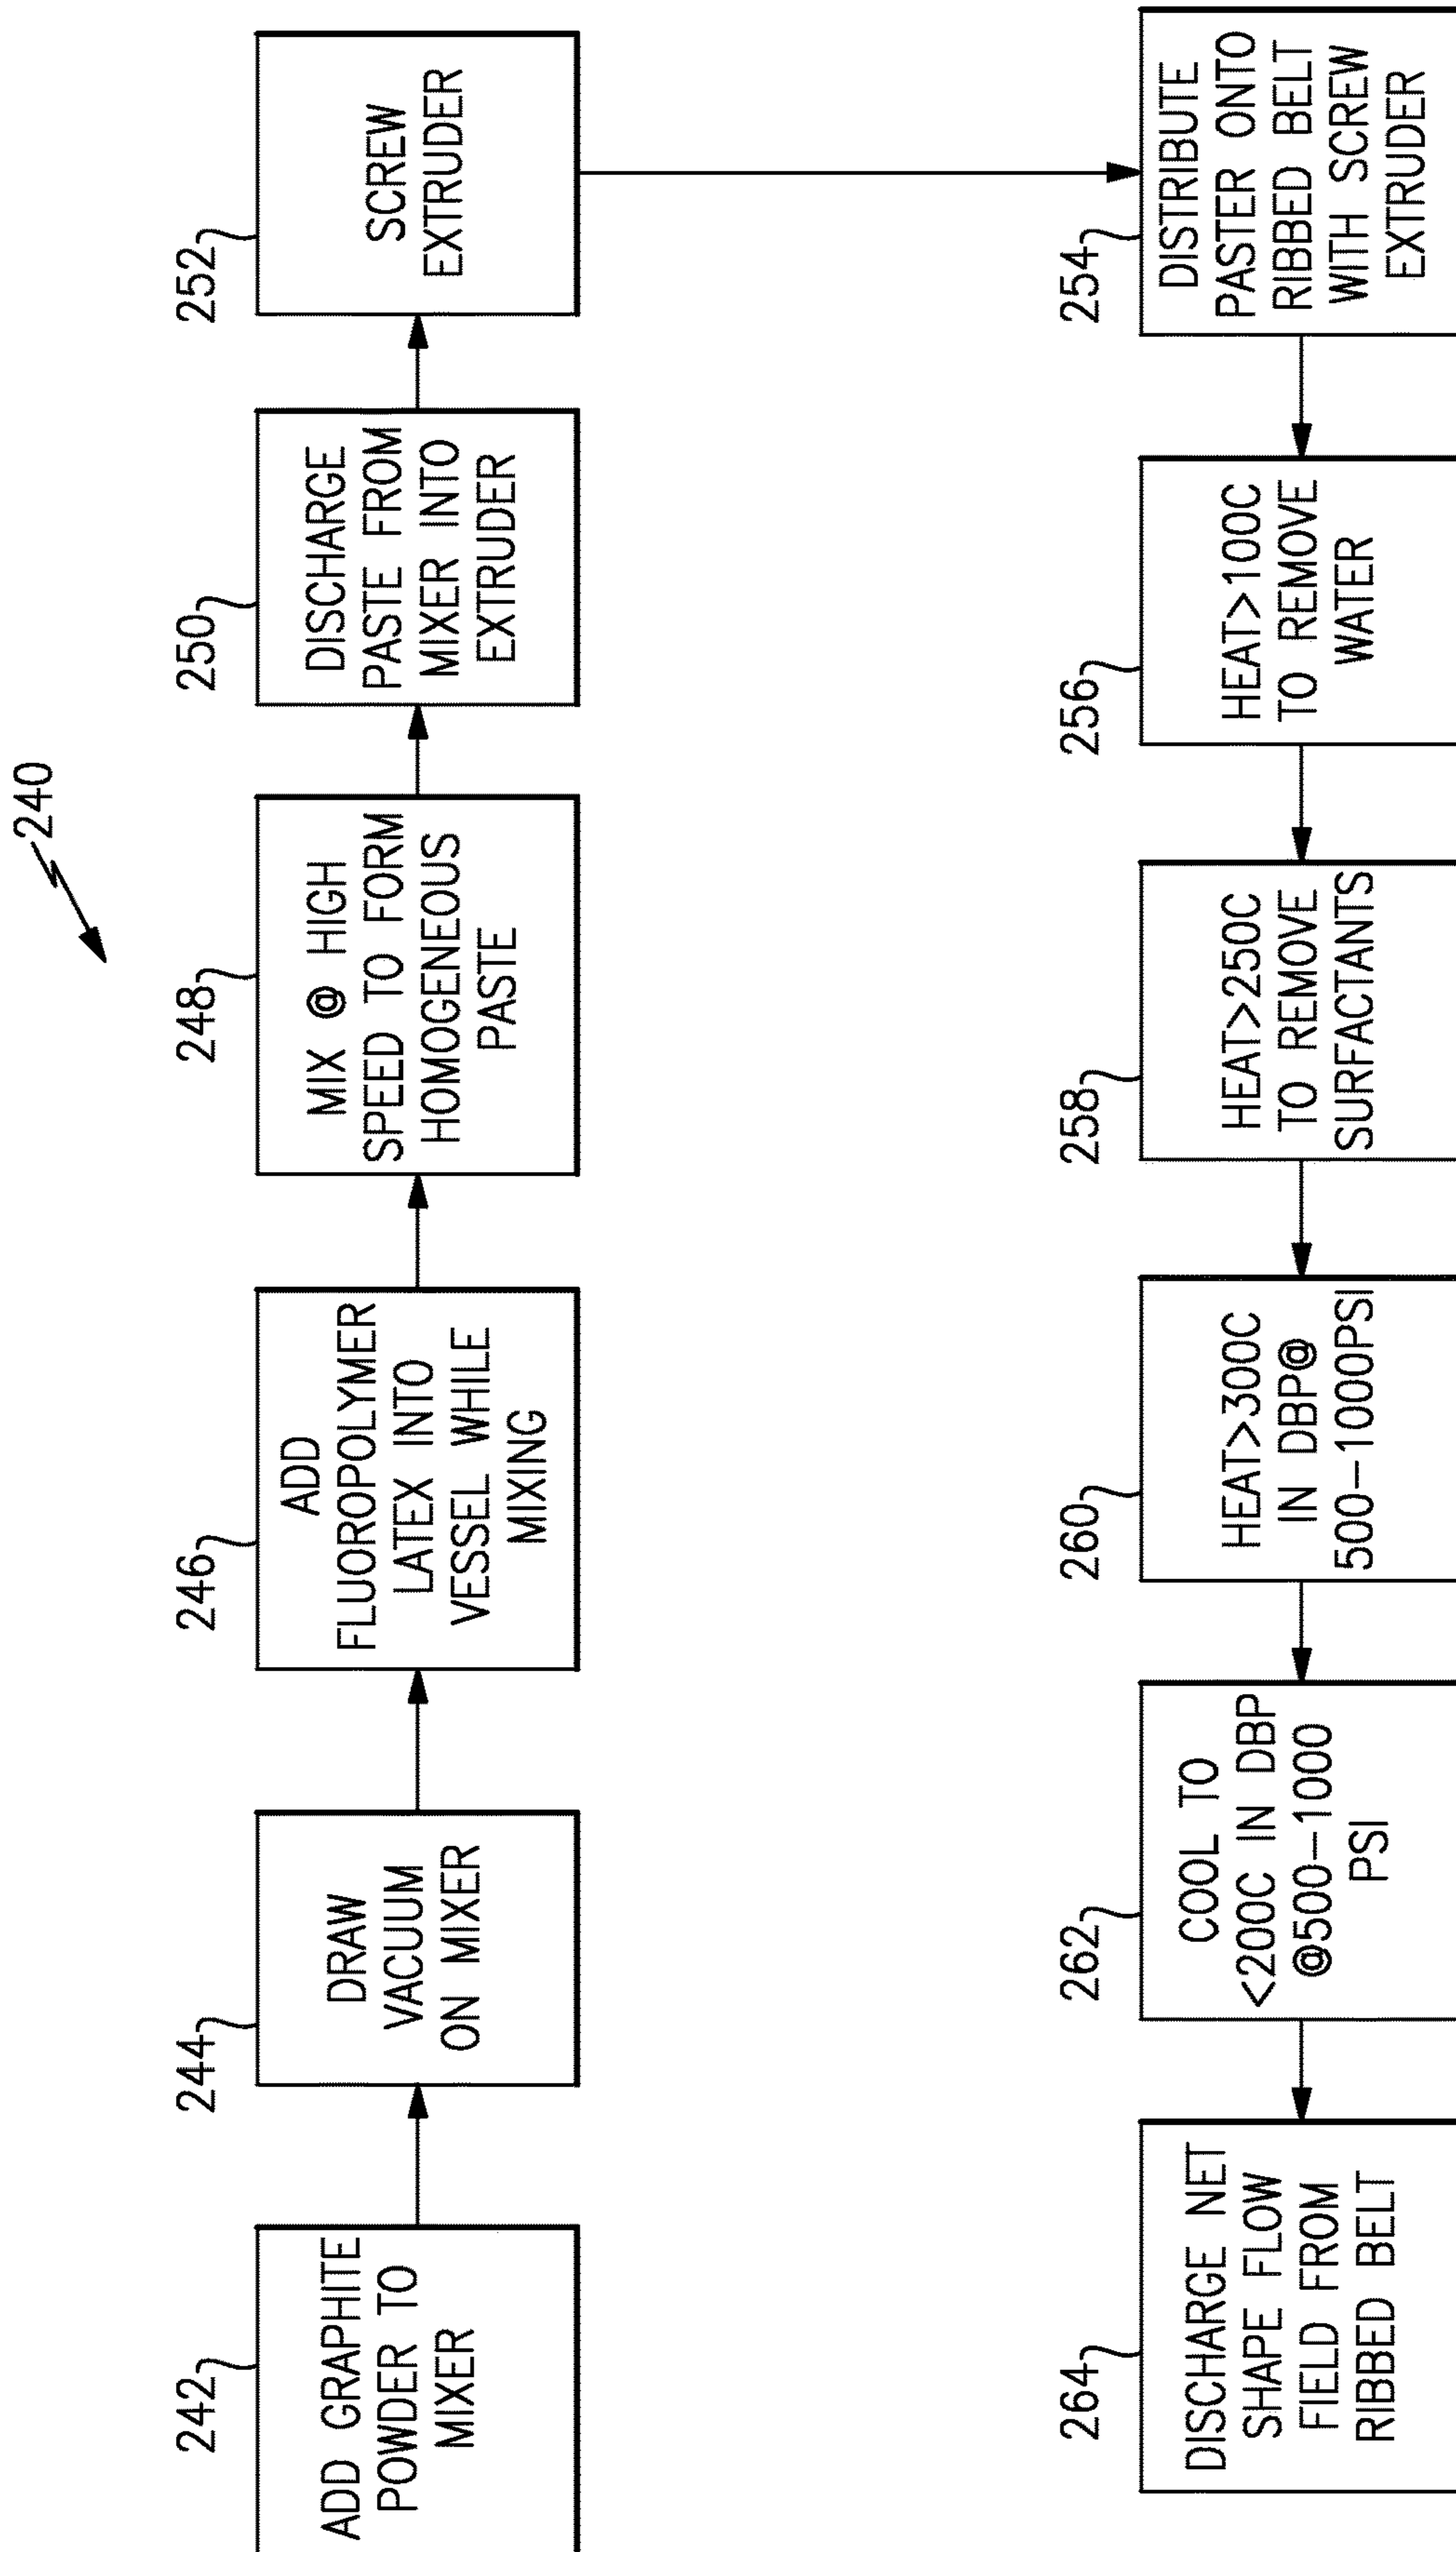 240
242
ADD GRAPHITE
POWDER TO
MIXER
244
DRAW
VACUUM
ON MIXER
246
ADD
FLUOROPOLYMER
LATEX INTO
VESSEL WHILE
MIXING
248
MIX @ HIGH
SPEED TO FORM
HOMOGENEOUS
PASTE
250
DISCHARGE
PASTE FROM
MIXER INTO
EXTRUDER
252
SCREW
EXTRUDER
254
DISTRIBUTE
PASTER ONTO
RIBBED BELT
WITH SCREW
EXTRUDER
256
HEAT>100C
TO REMOVE
WATER
258
HEAT>250C
TO REMOVE
SURFACTANTS
260
HEAT>300C
IN DBP@
500-1000PSI
262
COOL TO
<200C IN DBP
@500-1000
PSI
264
DISCHARGE NET
SHAPE FLOW
FIELD FROM
RIBBED BELT